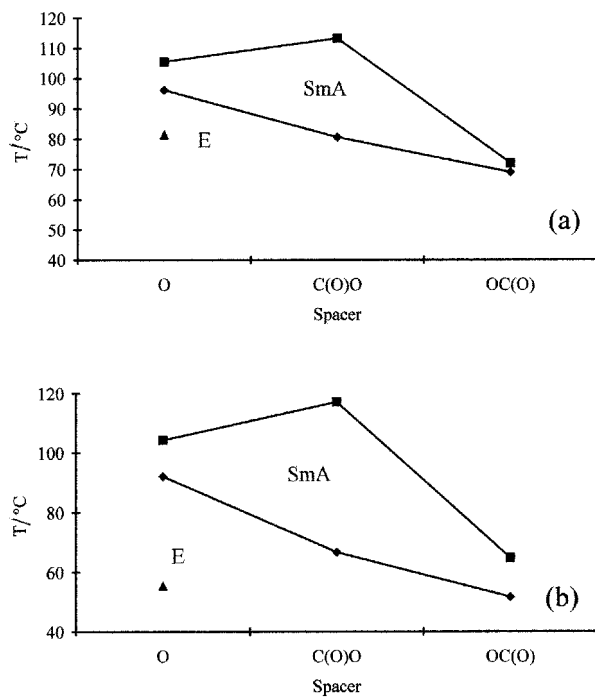 120
110
100
90
80
70
60
50
40
T/°C
SmA
E
(a)
O C(O)O OC(O)
Spacer
120
100
80
60
40
T/°C
SmA
E
(b)
O C(O)O OC(O)
Spacer